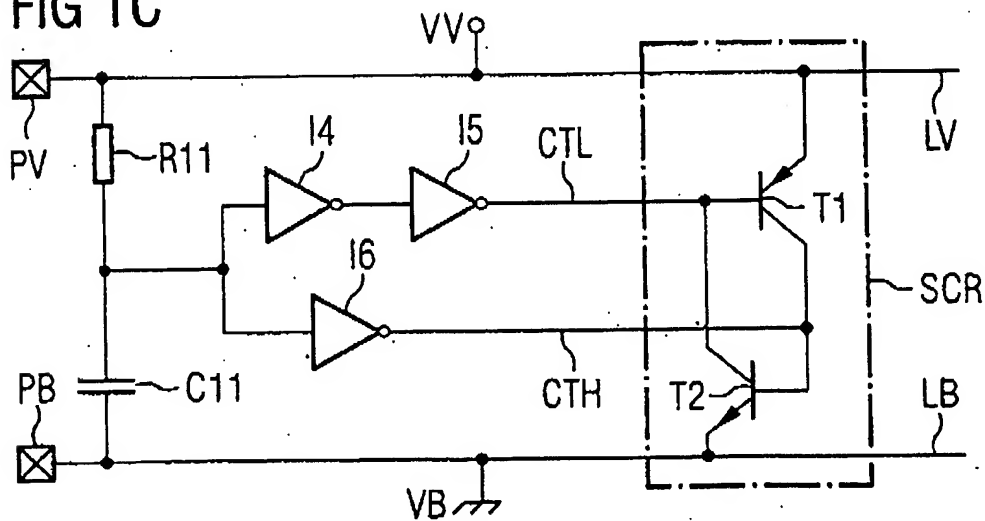 FIG 1C
VV
PV
R11
I4
I5
CTL
LV
T1
I6
SCR
PB
C11
CTH
T2
LB
VB